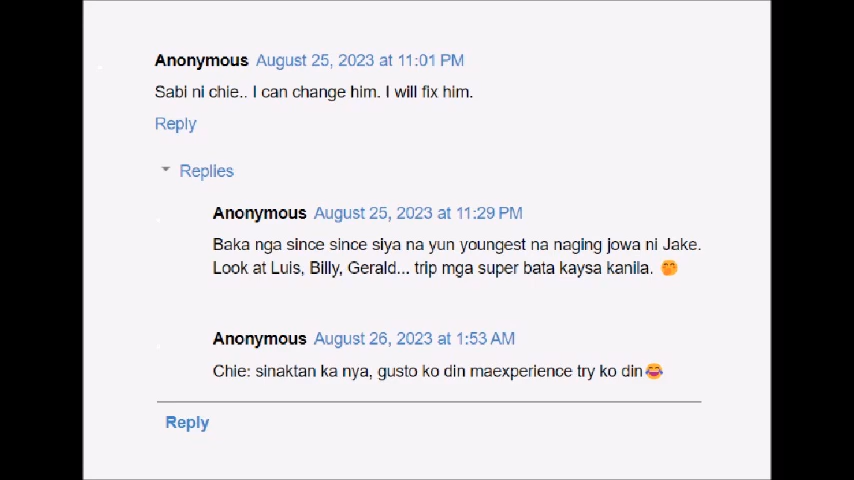 Anonymous August 25, 2023 at 11:01 PM
Sabi ni chie.. I can change him. I will fix him.
Reply
Replies
Anonymous August 25, 2023 at 11:29 PM
Baka nga since since siya na yun youngest na naging jowa ni Jake.
Look at Luis, Billy, Gerald... trip mga super bata kaysa kanila. 🤭
Anonymous August 26, 2023 at 1:53 AM
Chie: sinaktan ka nya, gusto ko din maexperience try ko din😂
Reply